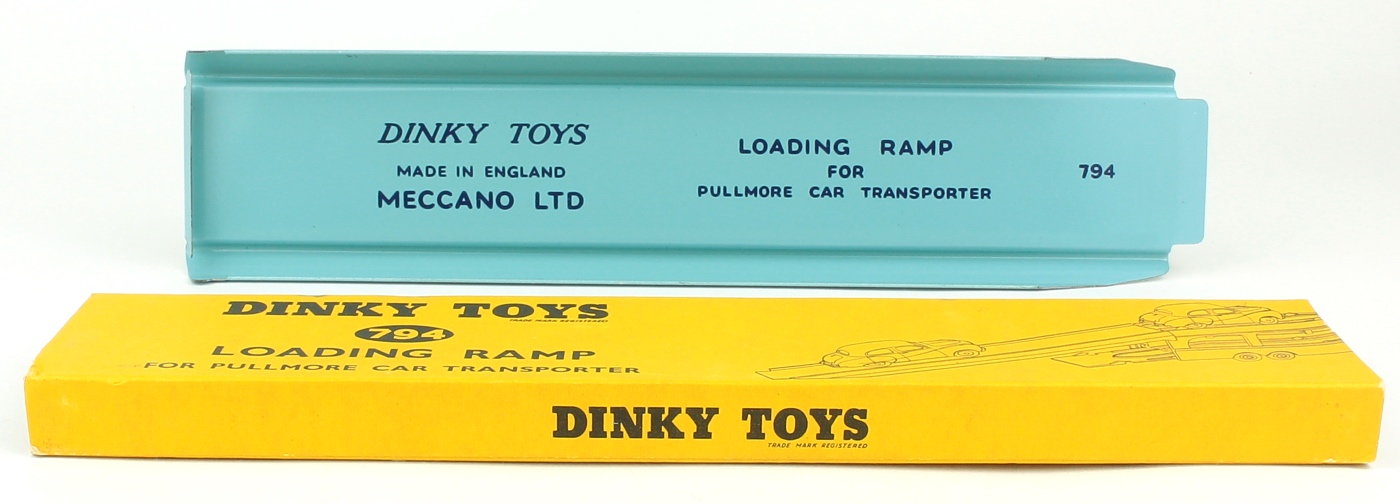 DINKY TOYS
MADE IN ENGLAND
MECCANO LTD
LOADING RAMP
FOR
PULLMORE CAR TRANSPORTER
794
DINKY TOYS
TRADE MARK REGISTERED
794
LOADING RAMP
FOR PULLMORE CAR TRANSPORTER
DINKY TOYS
TRADE MARK REGISTERED